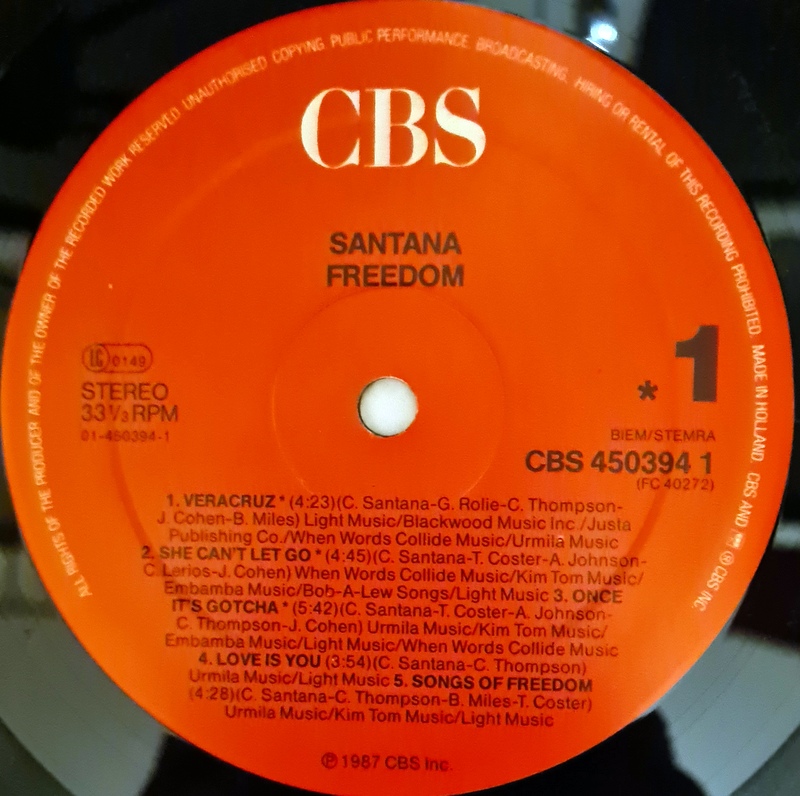 ALL RIGHTS OF THE PRODUCER AND OF THE OWNER OF THE RECORDED WORK RESERVED. UNAUTHORISED COPYING, PUBLIC PERFORMANCE, BROADCASTING, HIRING OR RENTAL OF THIS RECORDING PROHIBITED. MADE IN HOLLAND. CBS AND ® CBS INC.
CBS
SANTANA
FREEDOM
LC 0149
STEREO
33⅓ RPM
01-450394-1
* 1
BIEM/STEMRA
CBS 450394 1
(FC 40272)
1. VERACRUZ * (4:23)(C. Santana-G. Rolie-C. Thompson-
J. Cohen-B. Miles) Light Music/Blackwood Music Inc./Justa
Publishing Co./When Words Collide Music/Urmila Music
2. SHE CAN'T LET GO * (4:45)(C. Santana-T. Coster-A. Johnson-
C. Lerios-J. Cohen) When Words Collide Music/Kim Tom Music/
Embamba Music/Bob-A-Lew Songs/Light Music 3. ONCE
IT'S GOTCHA * (5:42)(C. Santana-T. Coster-A. Johnson-
C. Thompson-J. Cohen) Urmila Music/Kim Tom Music/
Embamba Music/Light Music/When Words Collide Music
4. LOVE IS YOU (3:54)(C. Santana-C. Thompson)
Urmila Music/Light Music 5. SONGS OF FREEDOM
(4:28)(C. Santana-C. Thompson-B. Miles-T. Coster)
Urmila Music/Kim Tom Music/Light Music
℗ 1987 CBS Inc.